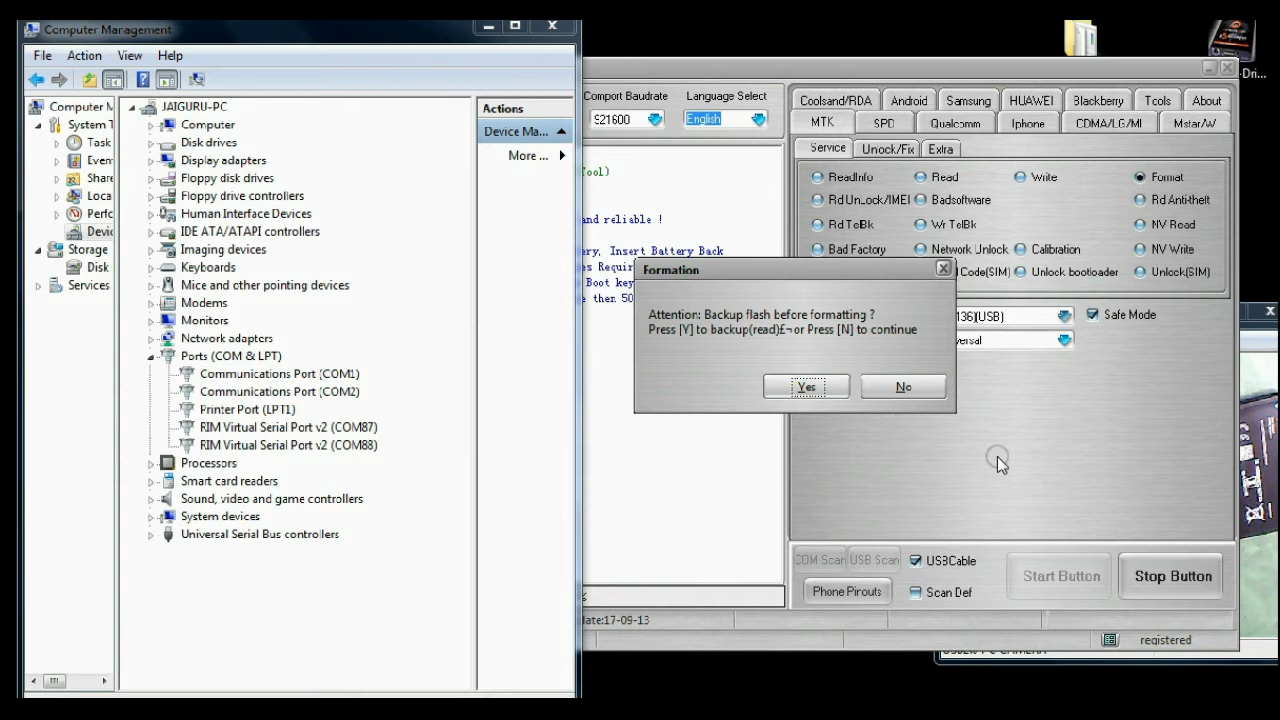 Computer Management
File Action View Help
Computer M
System T
Task
Even
Share
Loca
Perfo
Devic
Storage
Disk
Services
JAIGURU-PC
Computer
Disk drives
Display adapters
Floppy disk drives
Floppy drive controllers
Human Interface Devices
IDE ATA/ATAPI controllers
Imaging devices
Keyboards
Mice and other pointing devices
Modems
Monitors
Network adapters
Ports (COM & LPT)
Communications Port (COM1)
Communications Port (COM2)
Printer Port (LPT1)
RIM Virtual Serial Port v2 (COM87)
RIM Virtual Serial Port v2 (COM88)
Processors
Smart card readers
Sound, video and game controllers
System devices
Universal Serial Bus controllers
Actions
Device Ma...
More ...
Comport Baudrate Language Select
English
Tool)
and reliable !
ery, Insert Battery Back
es Requir
Boot key
e then 50
Coolsand/RDA Android Samsung HUAWEI Blackberry Tools About
MTK SPD Qualcomm Iphone CDMA/LG/MI Mstar/W
Service Unock/Fix Extra
ReadInfo Read Write Format
Rd UnLock/IMEI Badsoftware Rd Anti-theft
Rd ToBk Wr ToBk NV Read
Bad Factory Network Unlock Calibration NV Write
Code(SIM) Unlock bootloader Unlock(SIM)
136)(USB) Safe Mode
ersal
Formation
Attention: Backup flash before formatting ?
Press [Y] to backup(read)£¬or Press [N] to continue
Yes No
COM Scan USB Scan USBCable
Start Button Stop Button
Phone Pinouts Scan Def
date:17-09-13
registered
Dri...